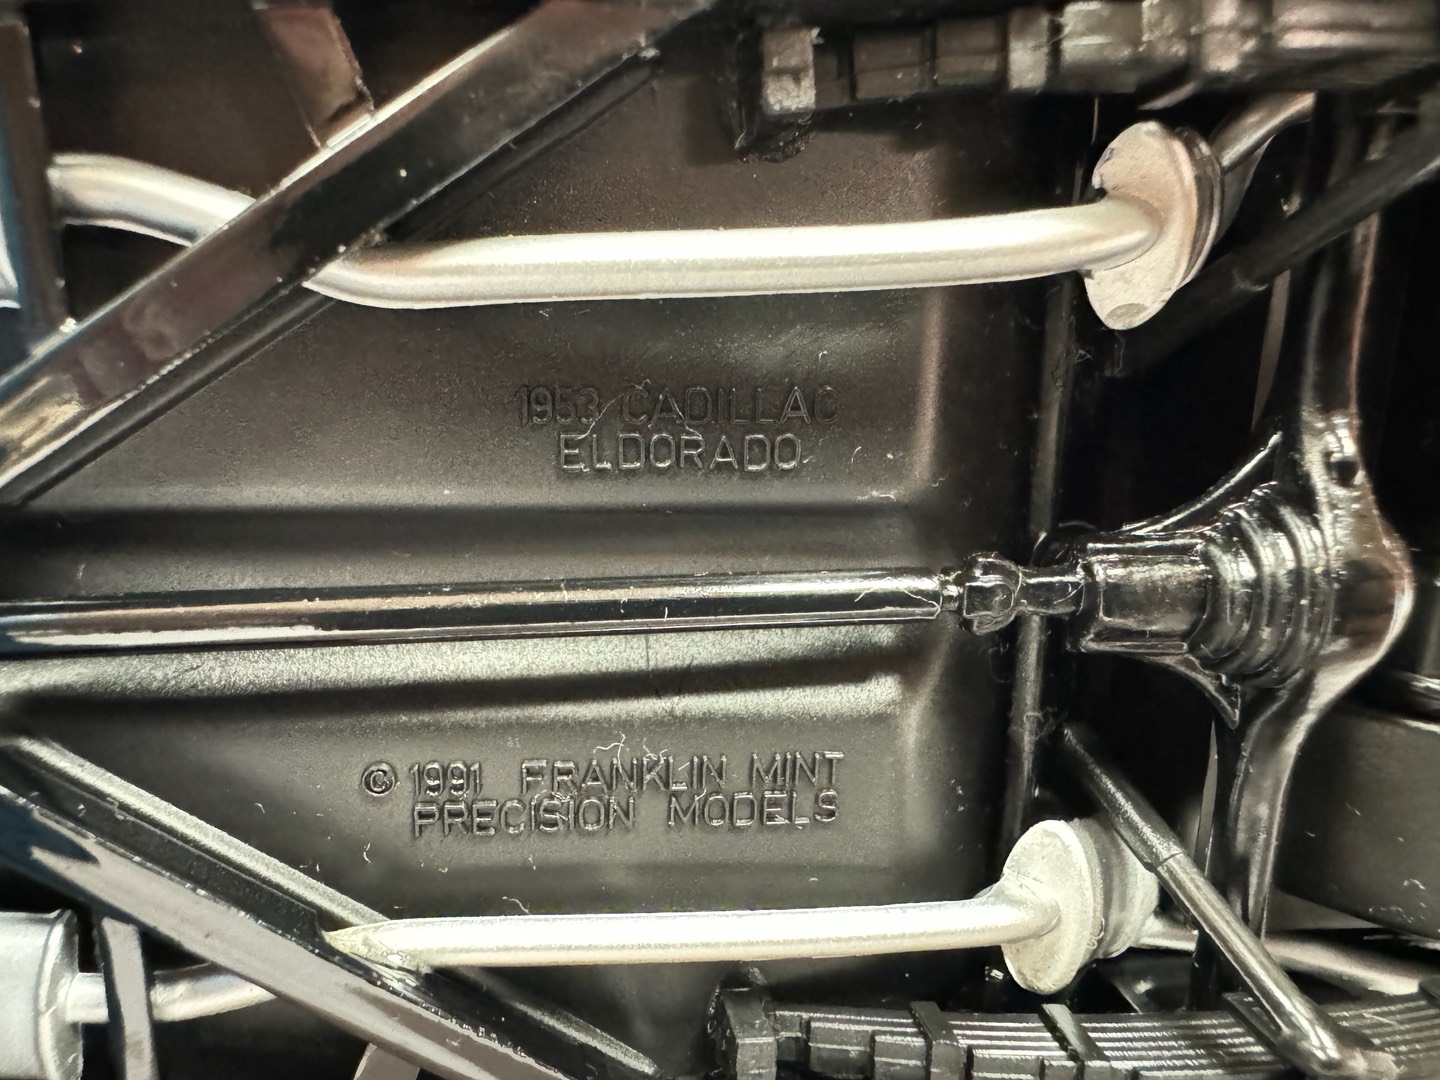 1953 CADILLAC
ELDORADO
© 1991 FRANKLIN MINT
PRECISION MODELS